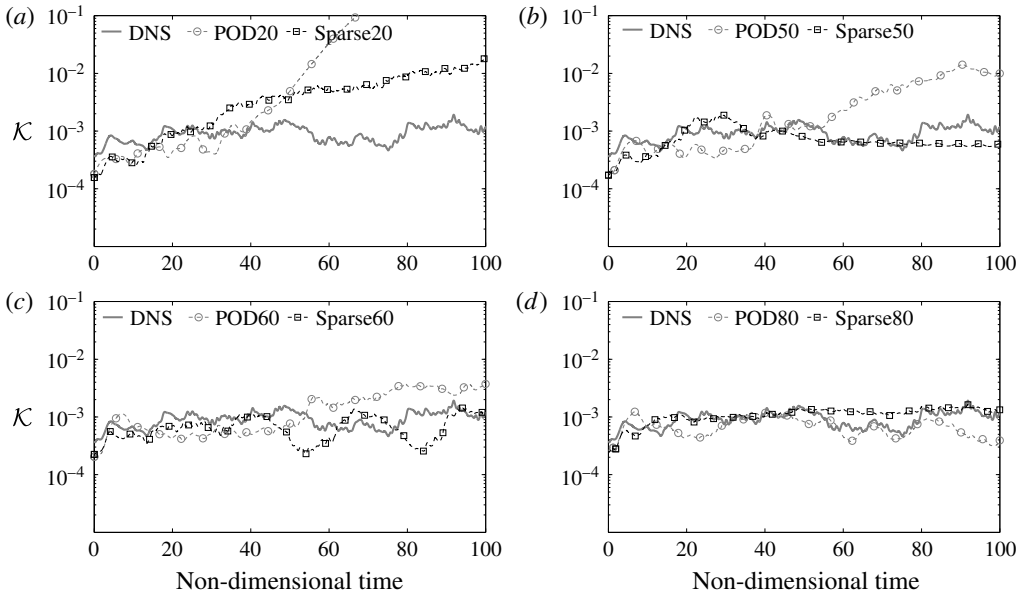 (a)
10⁻¹
DNS POD20 Sparse20
10⁻²
𝒦 10⁻³
10⁻⁴
0 20 40 60 80 100
(b)
10⁻¹
DNS POD50 Sparse50
10⁻²
10⁻³
10⁻⁴
0 20 40 60 80 100
(c)
10⁻¹
DNS POD60 Sparse60
10⁻²
𝒦 10⁻³
10⁻⁴
0 20 40 60 80 100
Non-dimensional time
(d)
10⁻¹
DNS POD80 Sparse80
10⁻²
10⁻³
10⁻⁴
0 20 40 60 80 100
Non-dimensional time